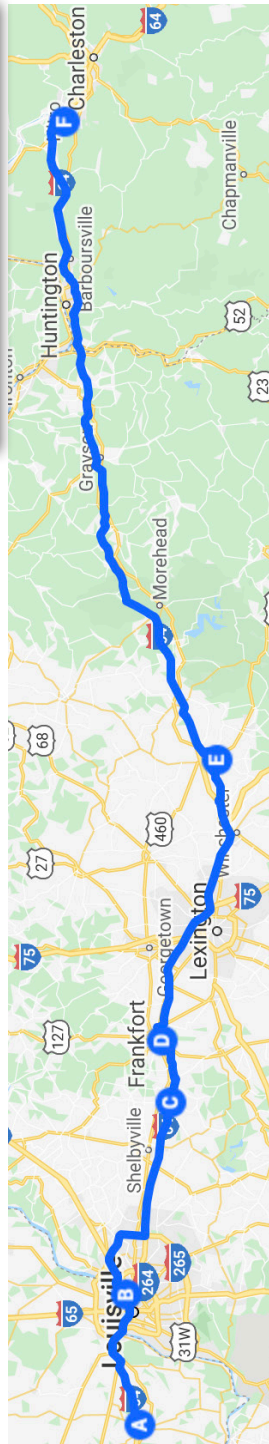 64
Charleston
F
Chapmanville
Huntington
Barboursville
52
23
Grayson
Morehead
E
68
460
27
Winchester
75
75
Lexington
Georgetown
Frankfort
127
D
C
Shelbyville
65
Louisville
B
264
265
31W
A